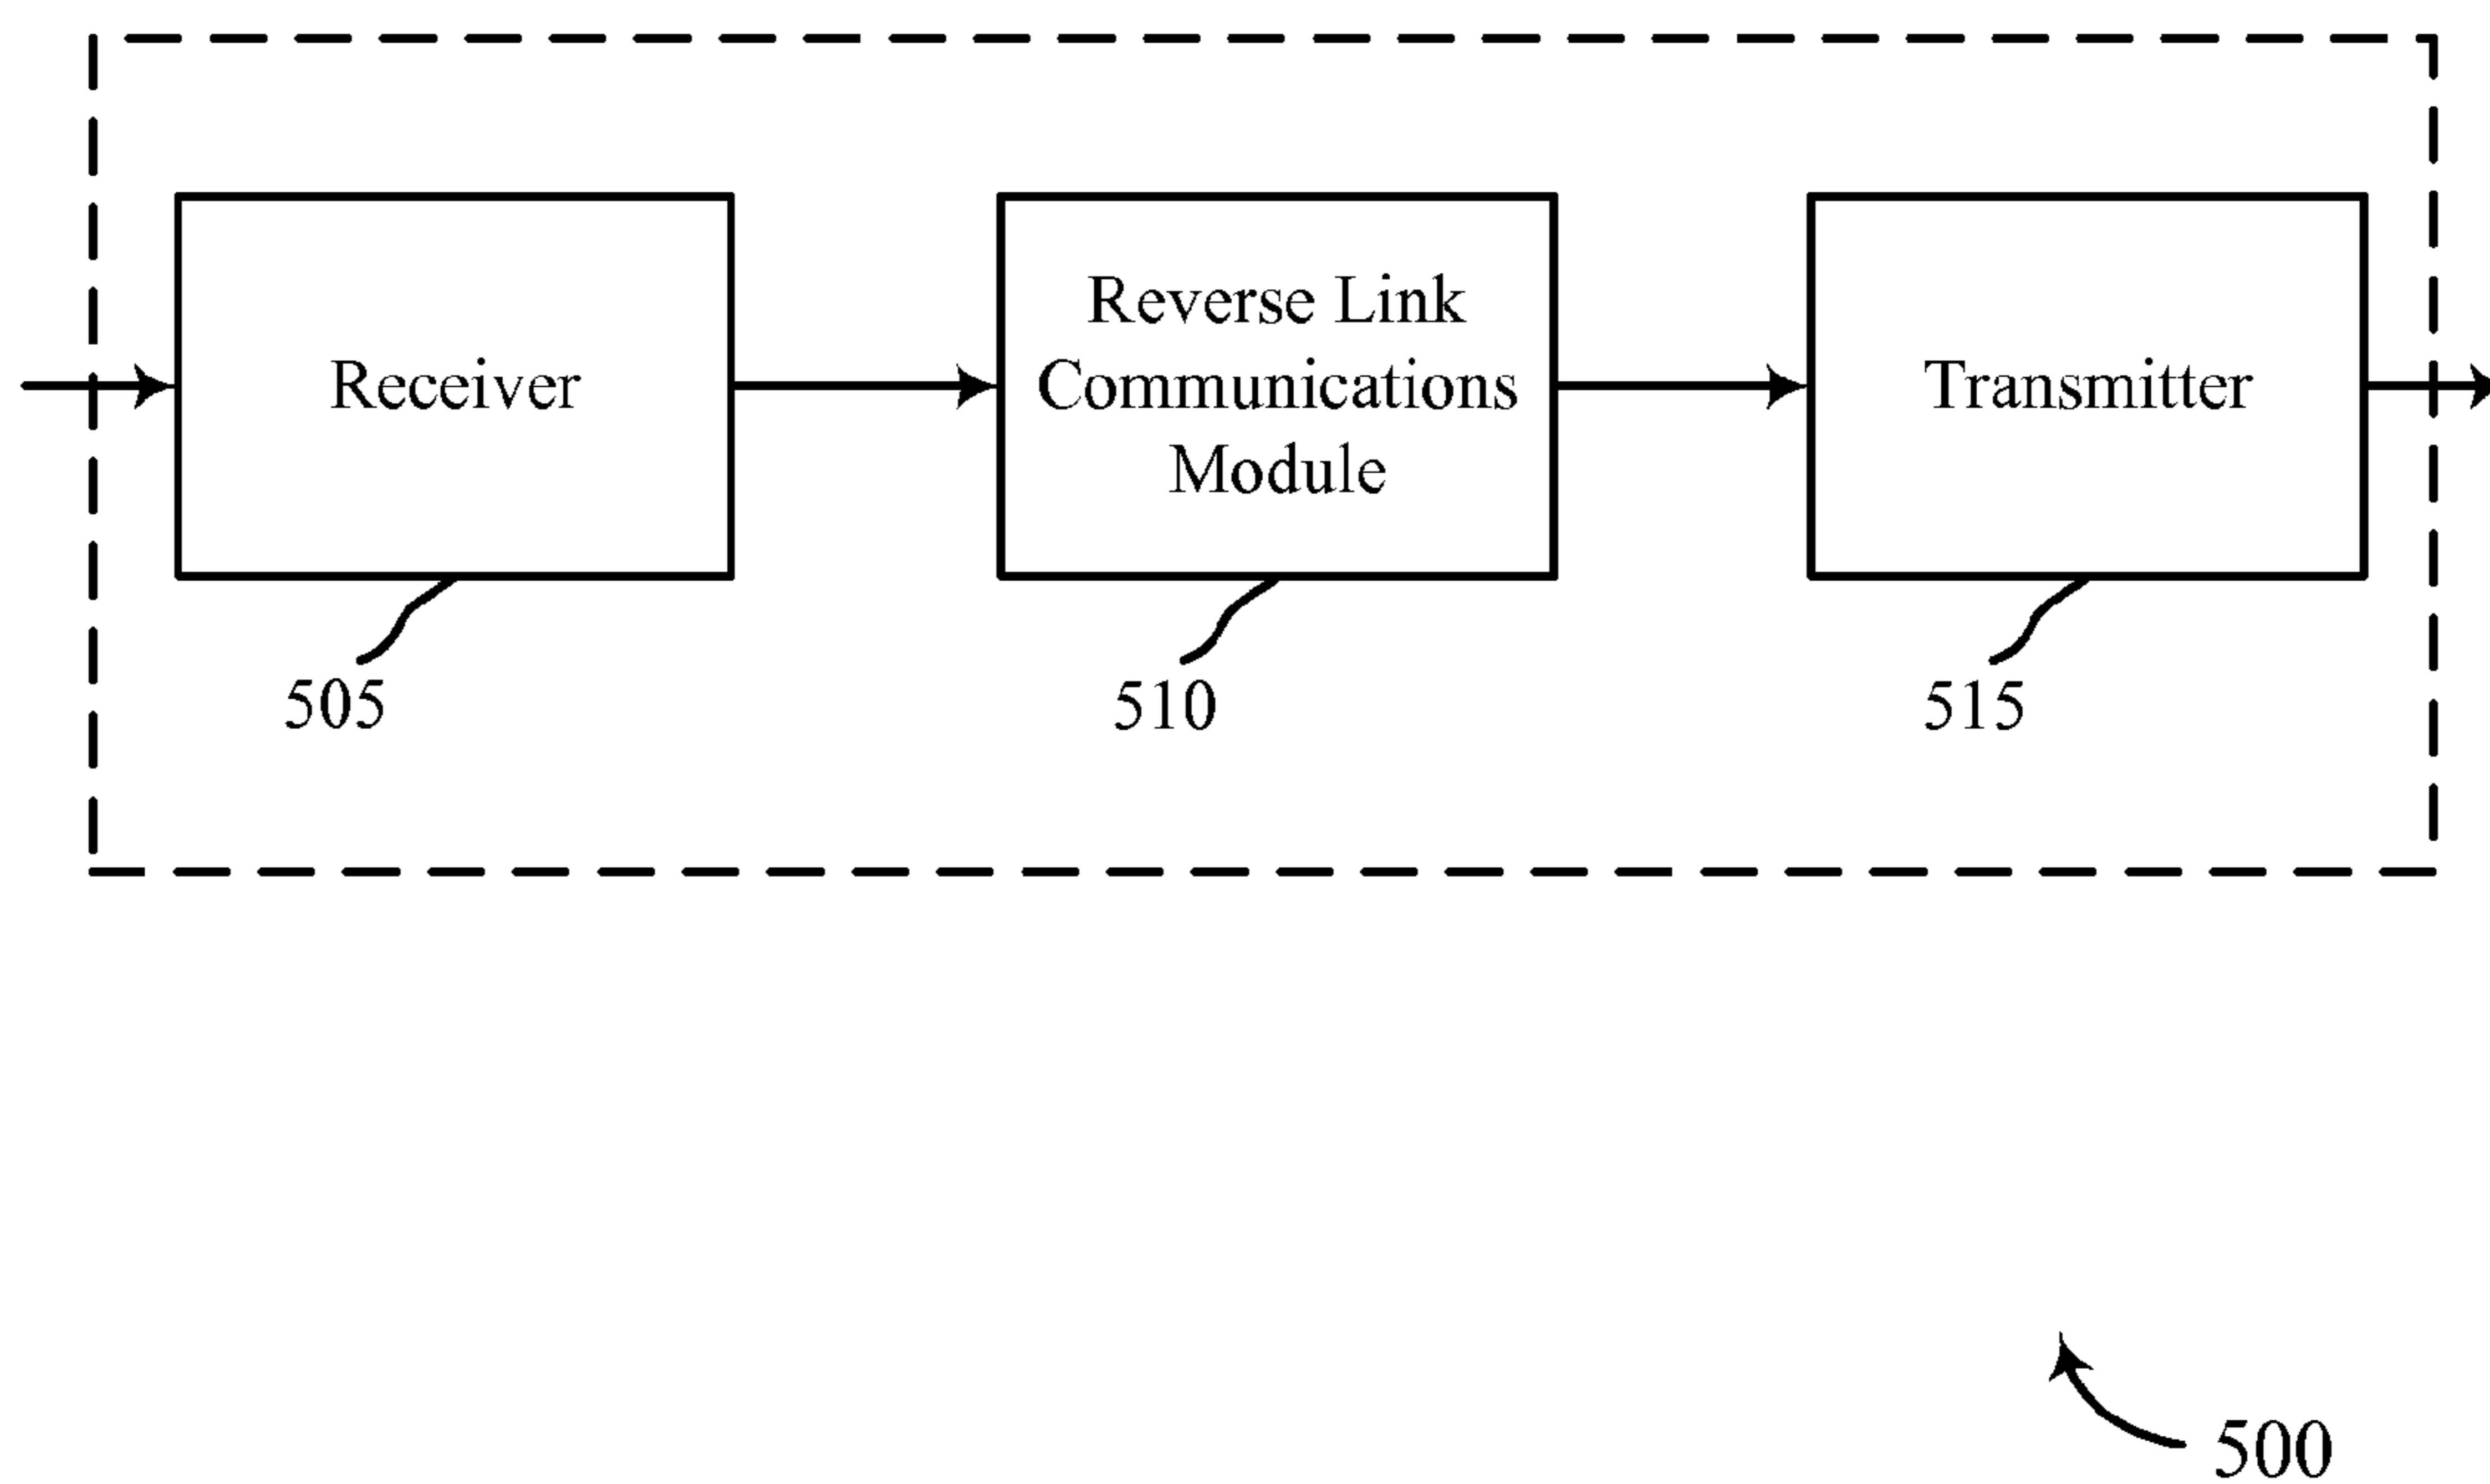 Receiver
Reverse Link
Communications
Module
Transmitter
505
510
515
500